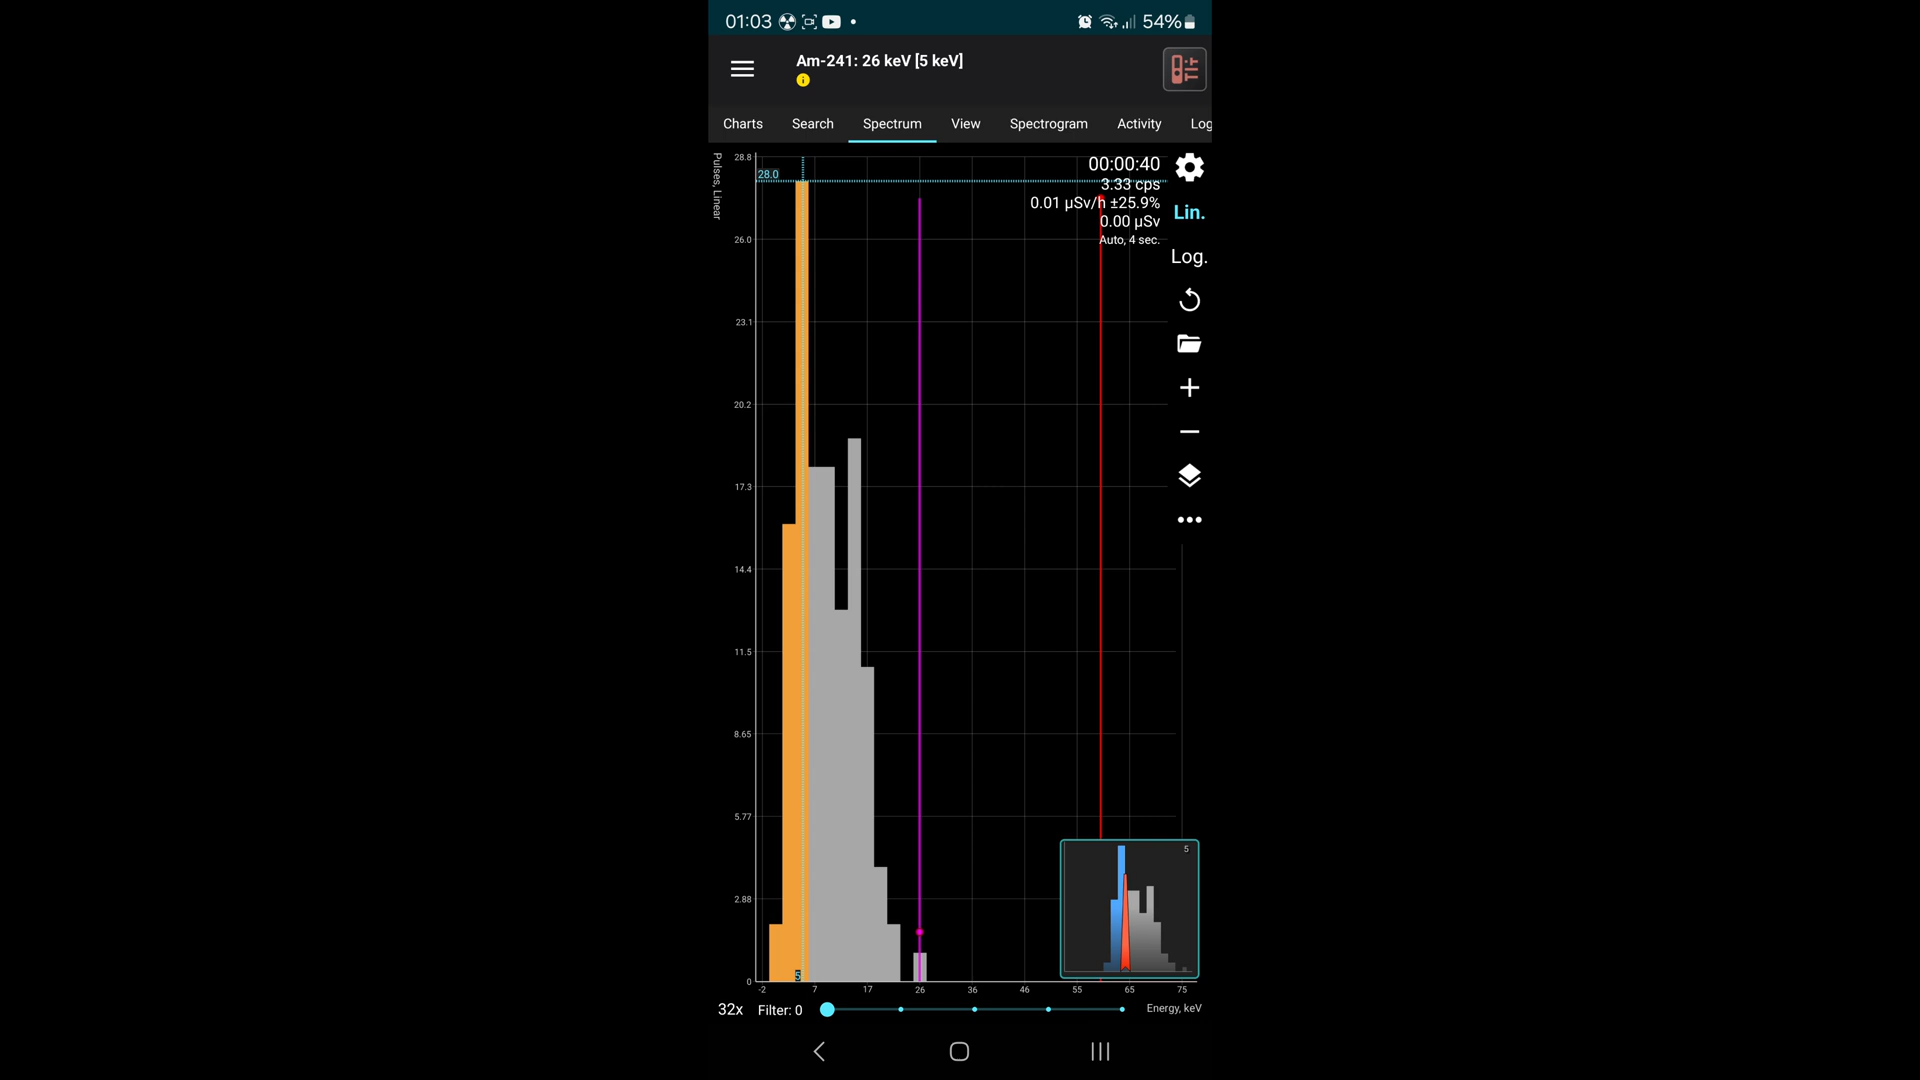 01:03 54%
Am-241: 26 keV [5 keV]
Charts Search Spectrum View Spectrogram Activity Log
Pulses, Linear
28.8
28.0
26.0
23.1
20.2
17.3
14.4
11.5
8.65
5.77
2.88
0
00:00:40
3.33 cps
0.01 µSv/h ±25.9%
0.00 µSv
Auto, 4 sec.
Lin.
Log.
5
5
-2 7 17 26 36 46 55 65 75
32x Filter: 0 Energy, keV